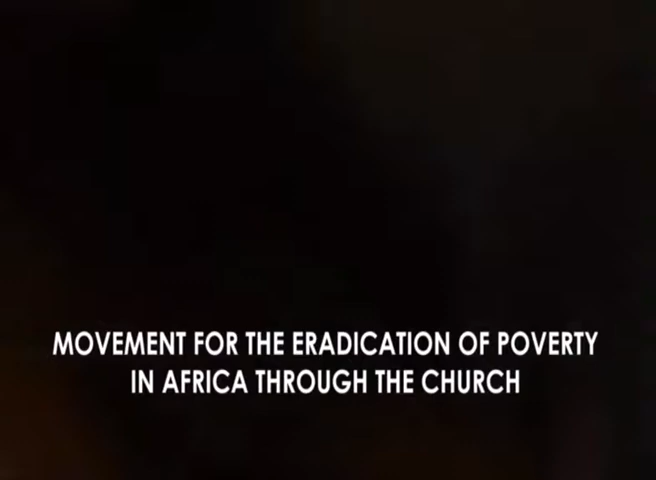 MOVEMENT FOR THE ERADICATION OF POVERTY
IN AFRICA THROUGH THE CHURCH